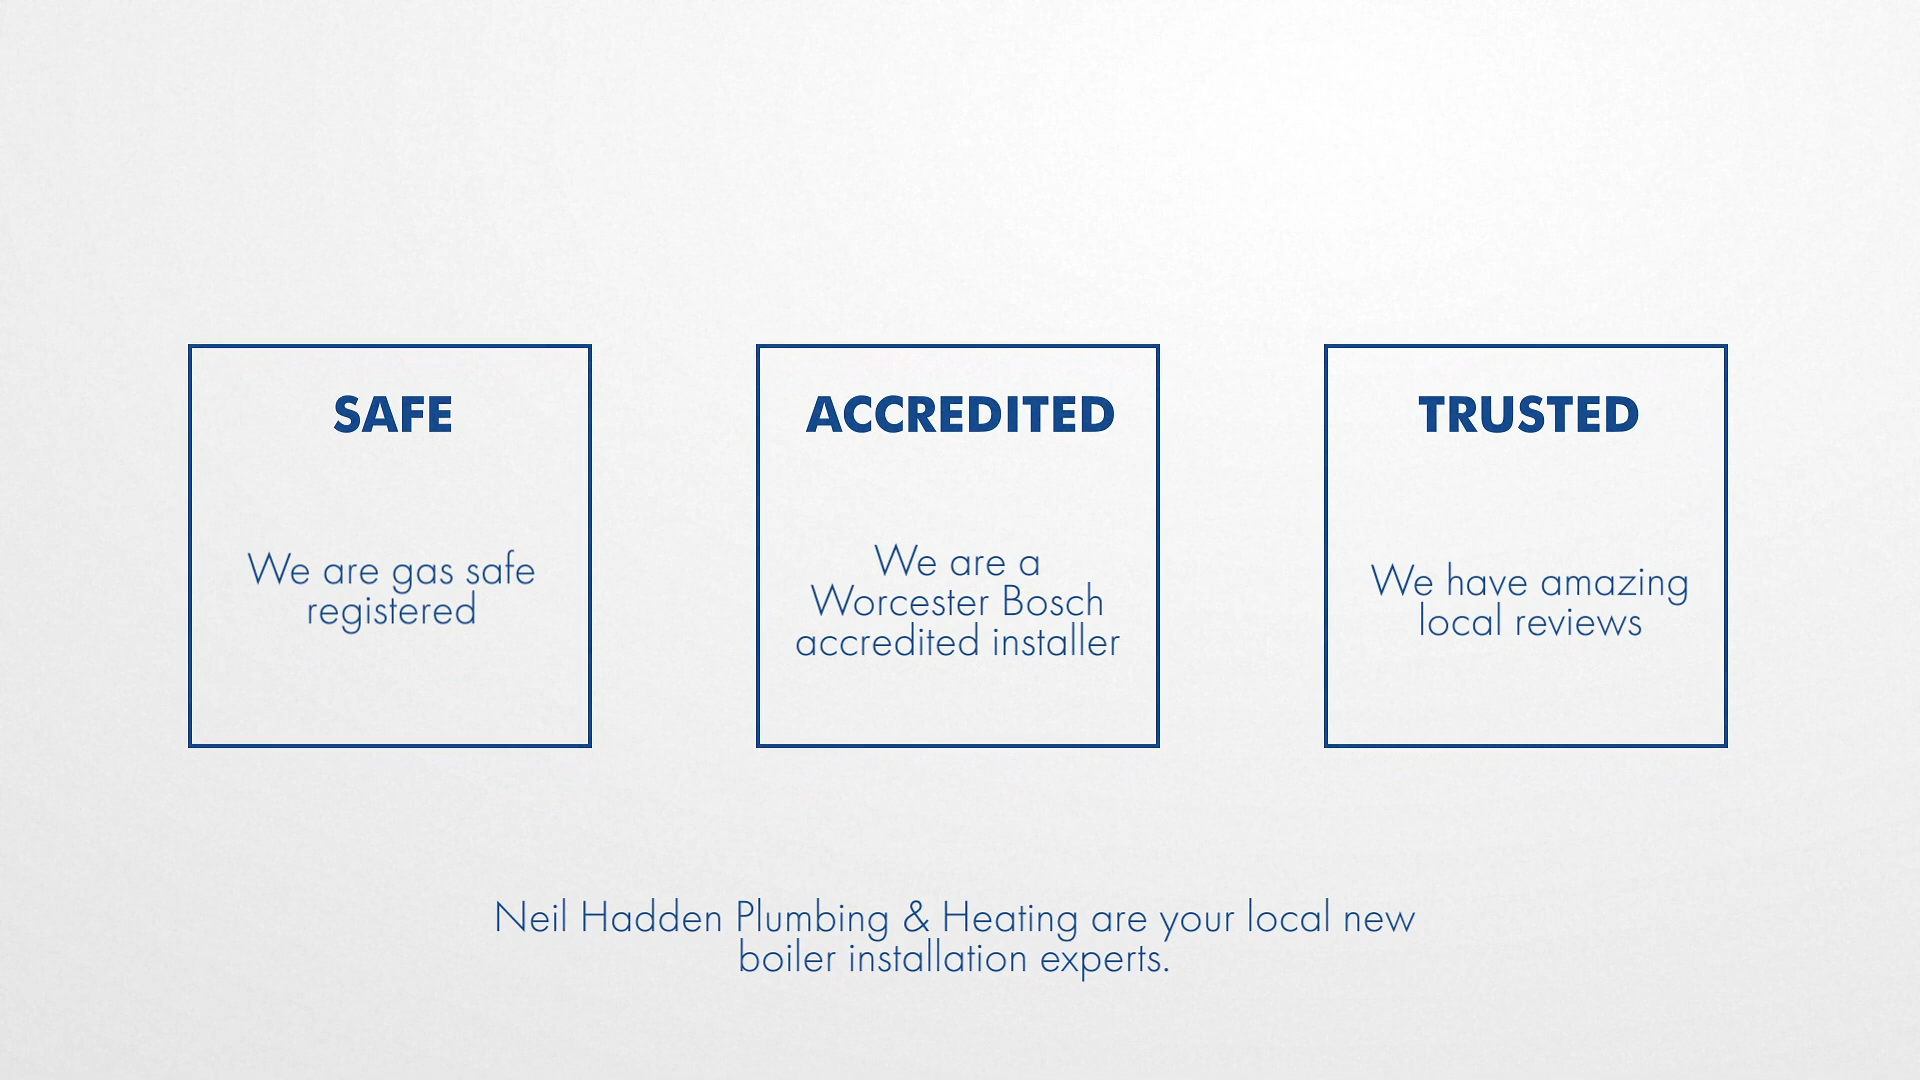 SAFE
We are gas safe
registered
ACCREDITED
We are a
Worcester Bosch
accredited installer
TRUSTED
We have amazing
local reviews
Neil Hadden Plumbing & Heating are your local new
boiler installation experts.